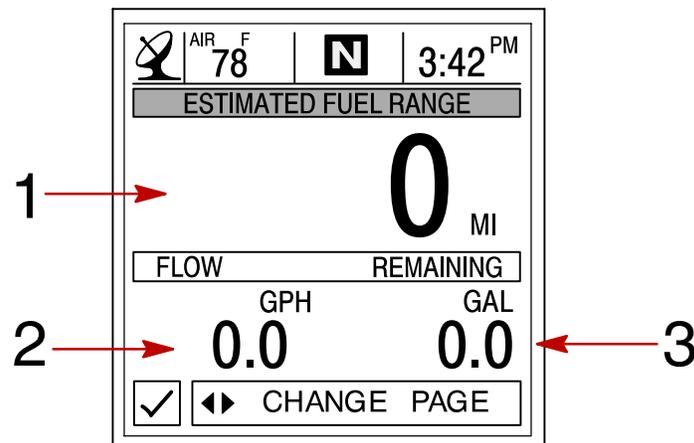 AIR 78 F N 3:42 PM
ESTIMATED FUEL RANGE
1 0 MI
FLOW REMAINING
GPH GAL
2 0.0 0.0 3
CHANGE PAGE